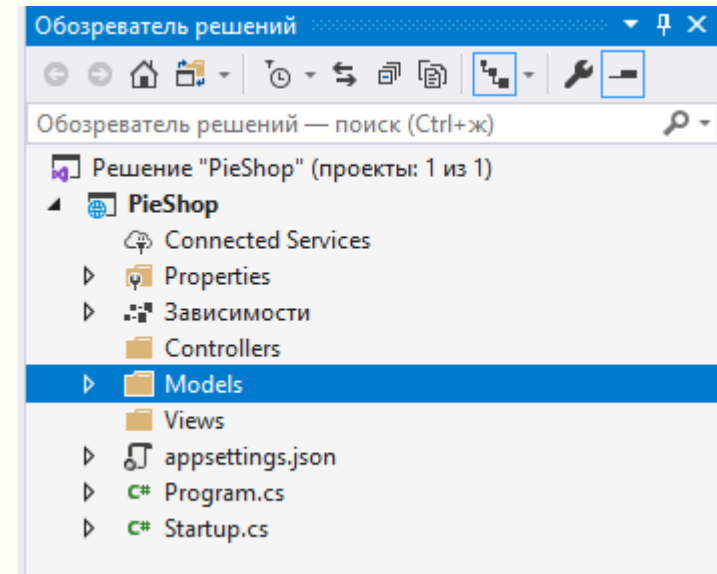 Обозреватель решений
Обозреватель решений — поиск (Ctrl+ж)
Решение "PieShop" (проекты: 1 из 1)
PieShop
Connected Services
Properties
Зависимости
Controllers
Models
Views
appsettings.json
C# Program.cs
C# Startup.cs